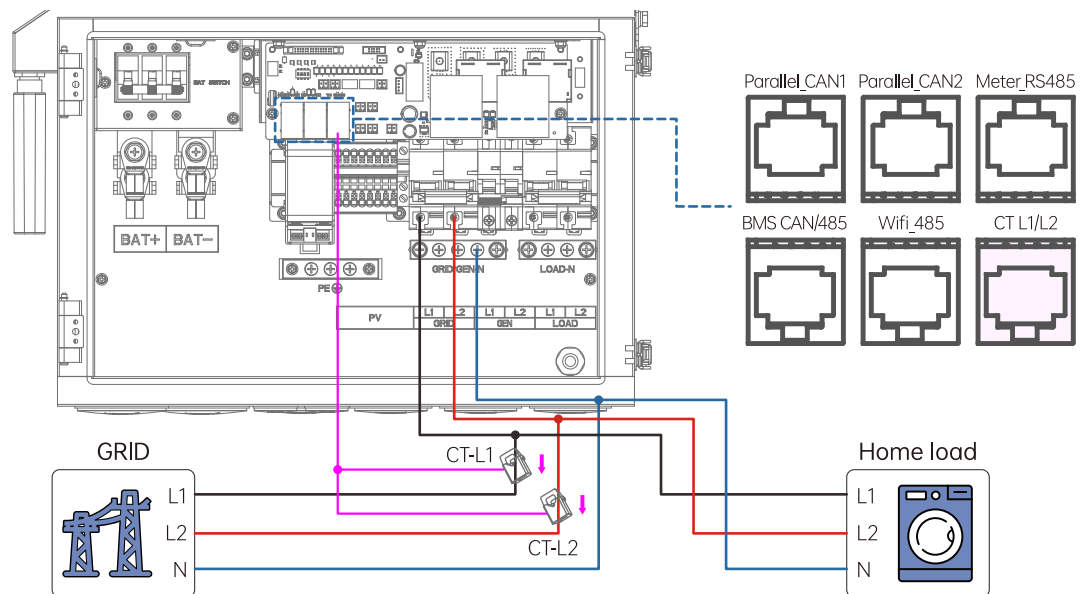 BAT SWITCH
BAT+ BAT-
GRID/GEN-N
LOAD-N
PE
PV
L1 L2 L1 L2 L1 L2
GRID GEN LOAD
Parallel_CAN1 Parallel_CAN2 Meter_RS485
BMS CAN/485 Wifi_485 CT L1/L2
GRID
L1
L2
N
CT-L1
CT-L2
Home load
L1
L2
N